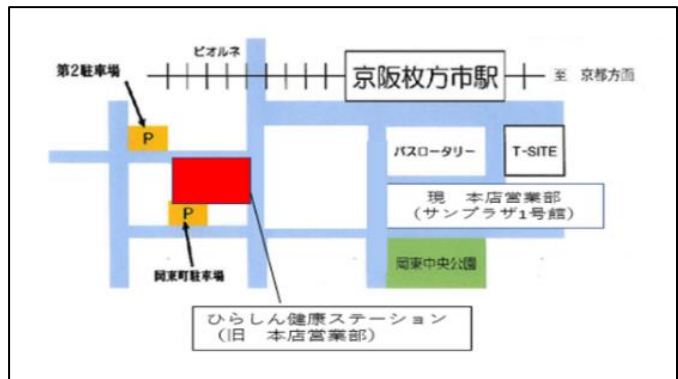 ビオルネ
第2駐車場
京阪枚方市駅
至 京都方面
P
バスロータリー
T-SITE
現 本店営業部
(サンプラザ1号館)
P
岡東町駐車場
岡東中央公園
ひらしん健康ステーション
(旧 本店営業部)